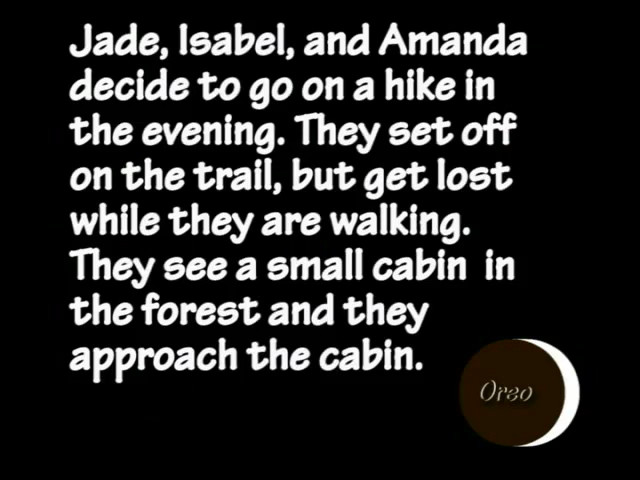 Jade, Isabel, and Amanda
decide to go on a hike in
the evening. They set off
on the trail, but get lost
while they are walking.
They see a small cabin in
the forest and they
approach the cabin.
Oreo